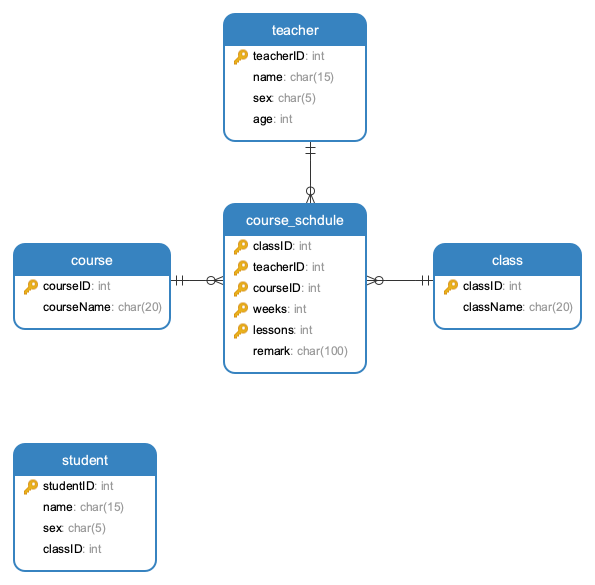 teacher
teacherID: int
name: char(15)
sex: char(5)
age: int
course_schdule
classID: int
teacherID: int
courseID: int
weeks: int
lessons: int
remark: char(100)
course
courseID: int
courseName: char(20)
class
classID: int
className: char(20)
student
studentID: int
name: char(15)
sex: char(5)
classID: int